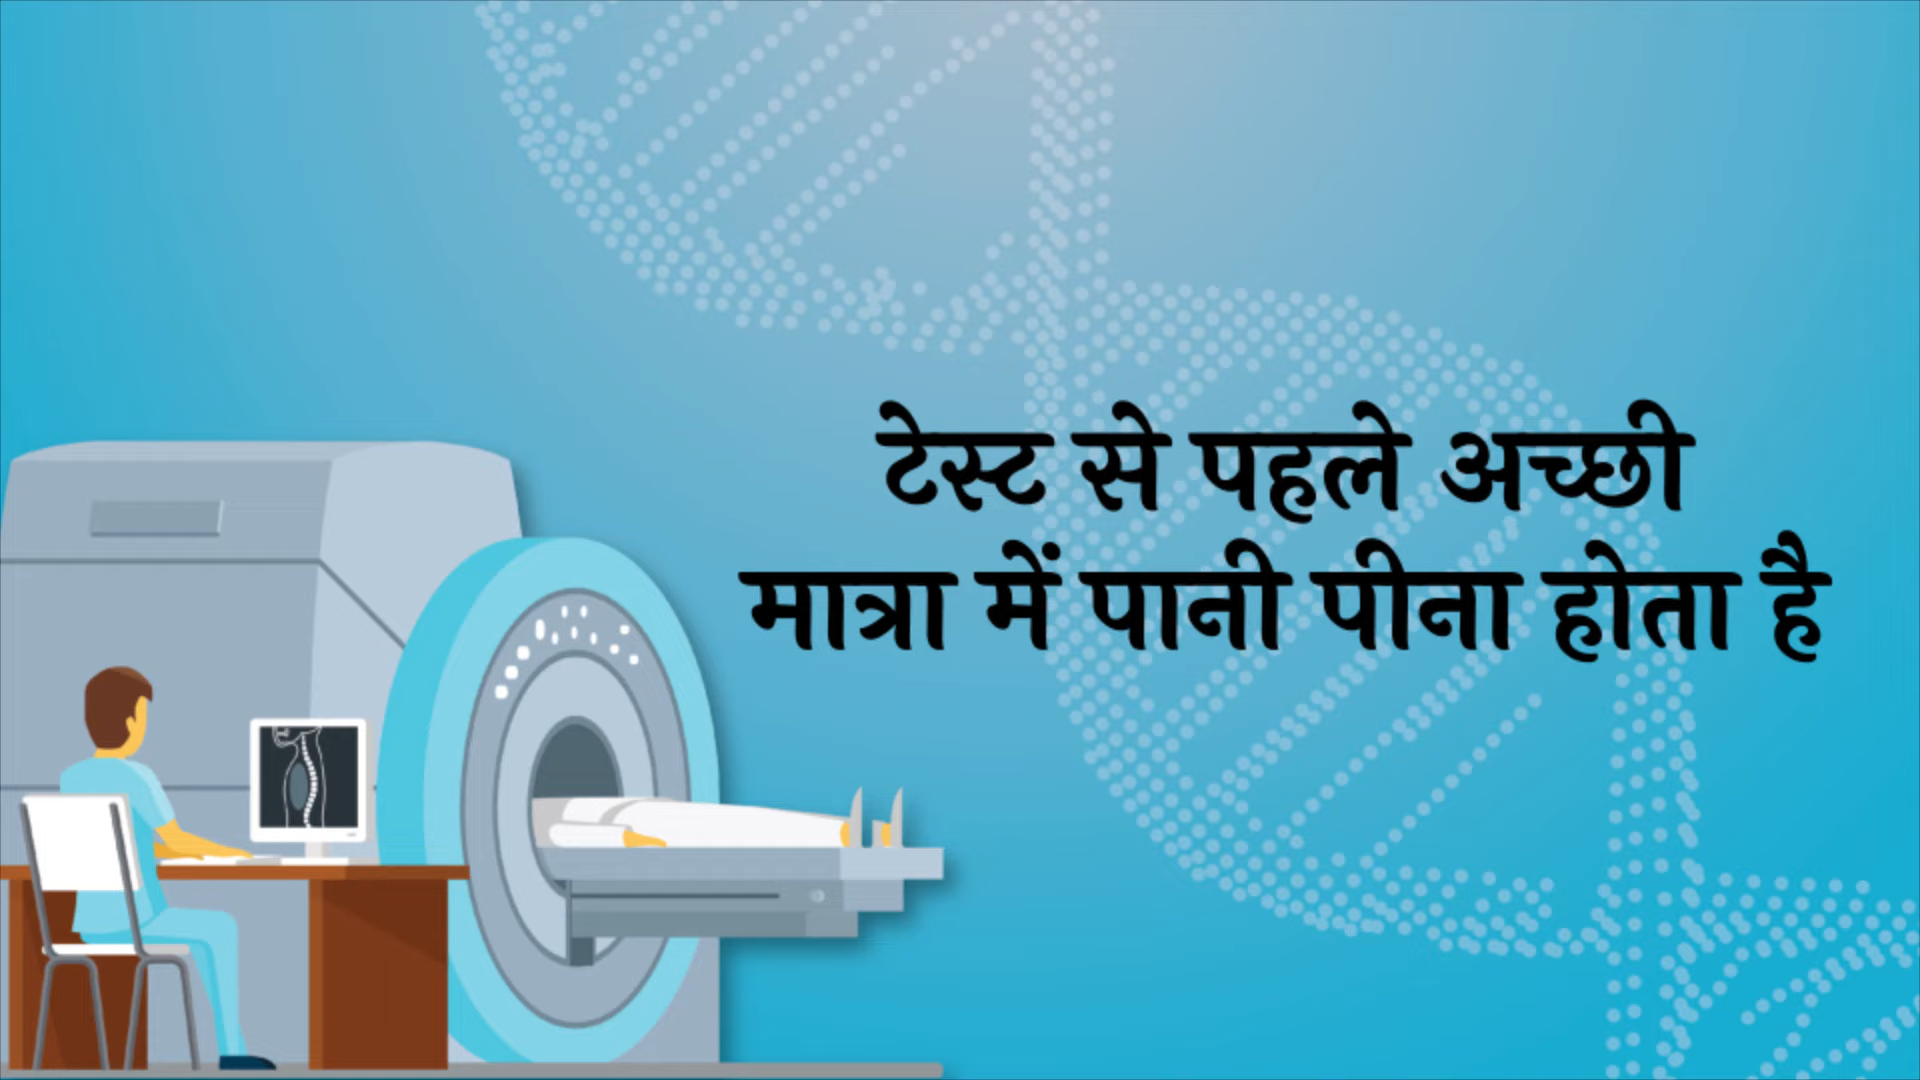 टेस्ट से पहले अच्छी
मात्रा में पानी पीना होता है